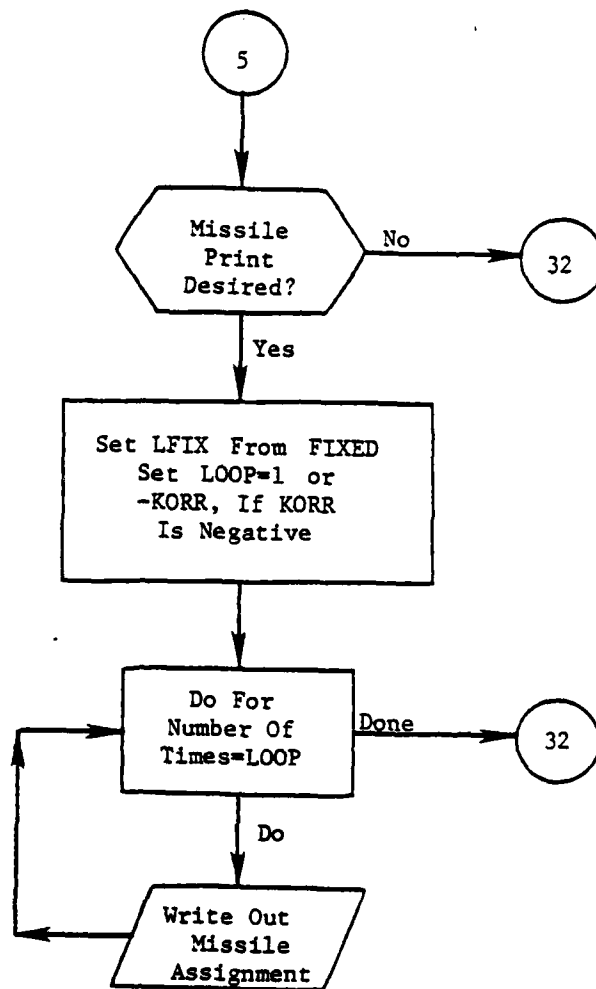 5
Missile
Print
Desired?
No
32
Yes
Set LFIX From FIXED
Set LOOP=1 or
-KORR, If KORR
Is Negative
Do For
Number Of
Times=LOOP
Done
32
Do
Write Out
Missile
Assignment